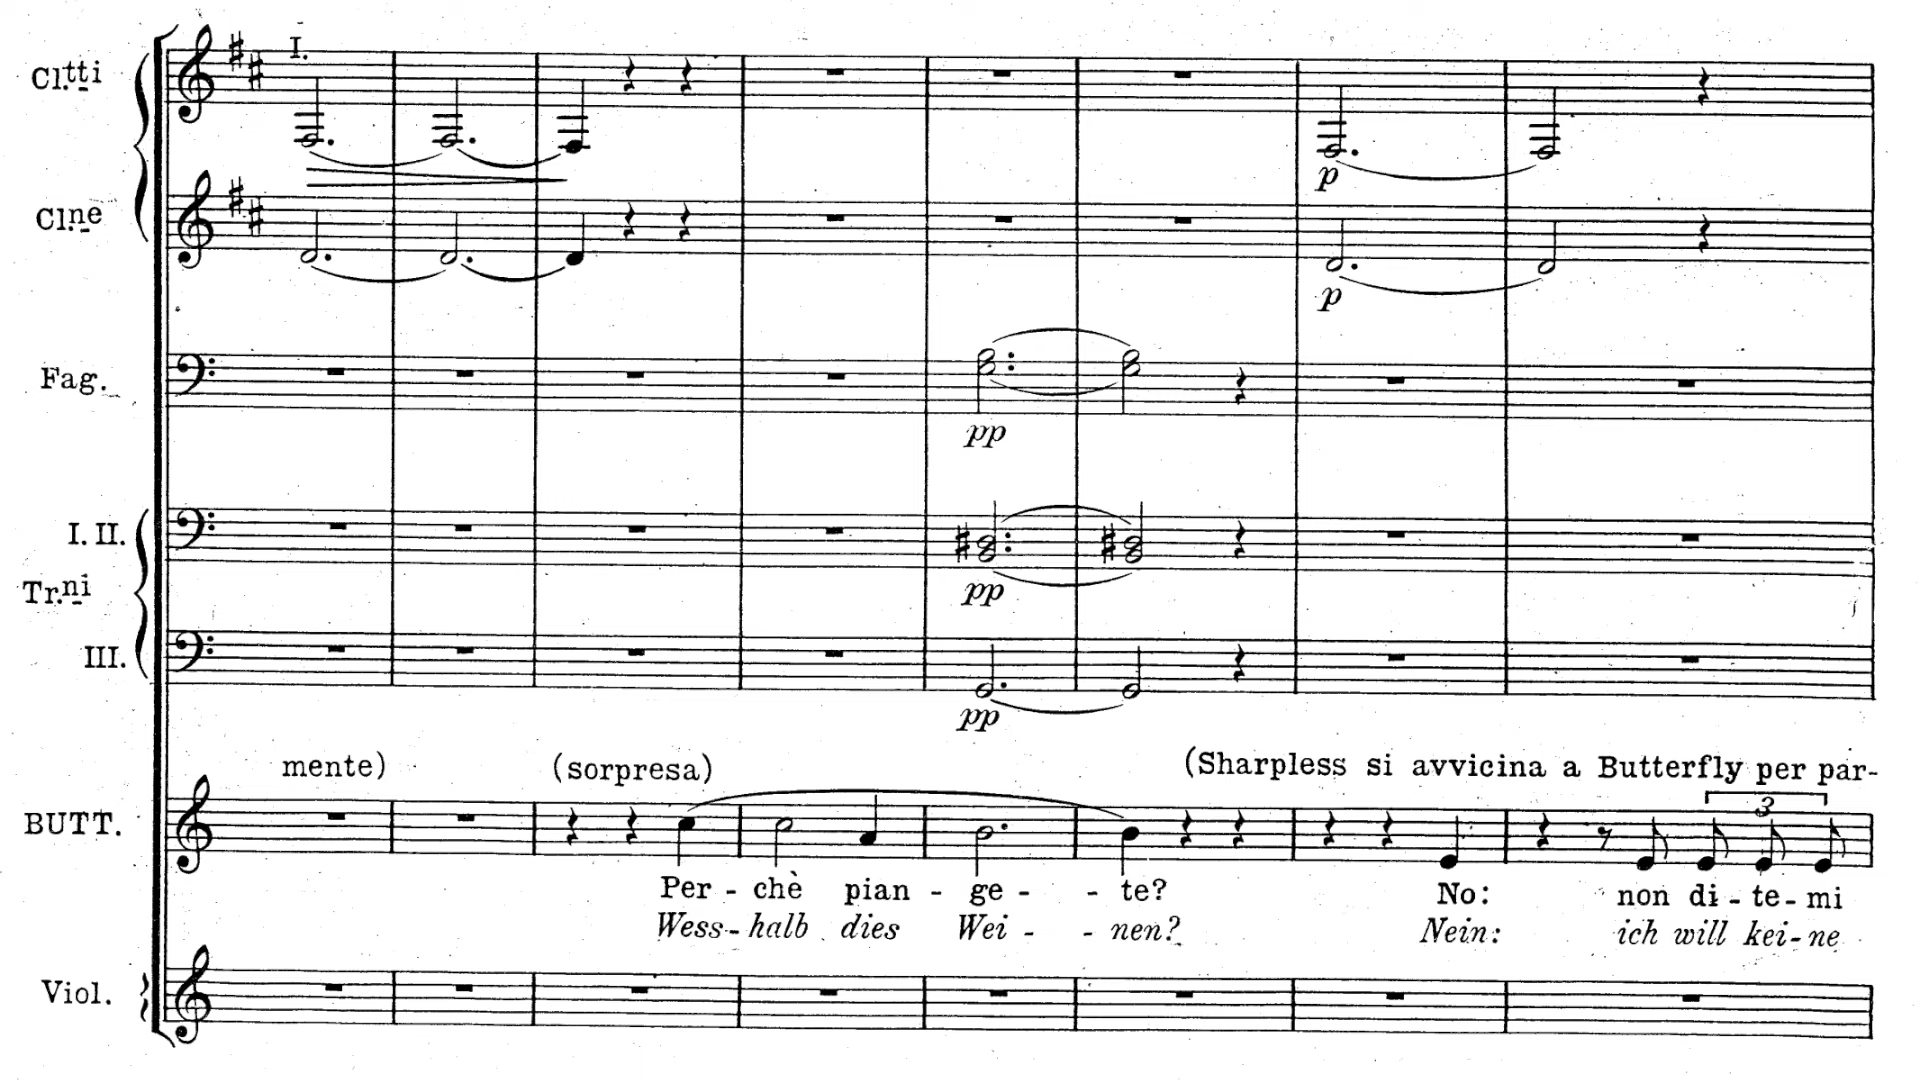 I.
Cl.tti
p
Cl.ne
p
Fag.
pp
I. II.
pp
Tr.ni
III.
pp
mente) (sorpresa) (Sharpless si avvicina a Butterfly per par-
3
BUTT.
Per - chè pian - ge - - te? No: non di - te - mi
Wess - halb dies Wei - - nen? Nein: ich will kei - ne
Viol.